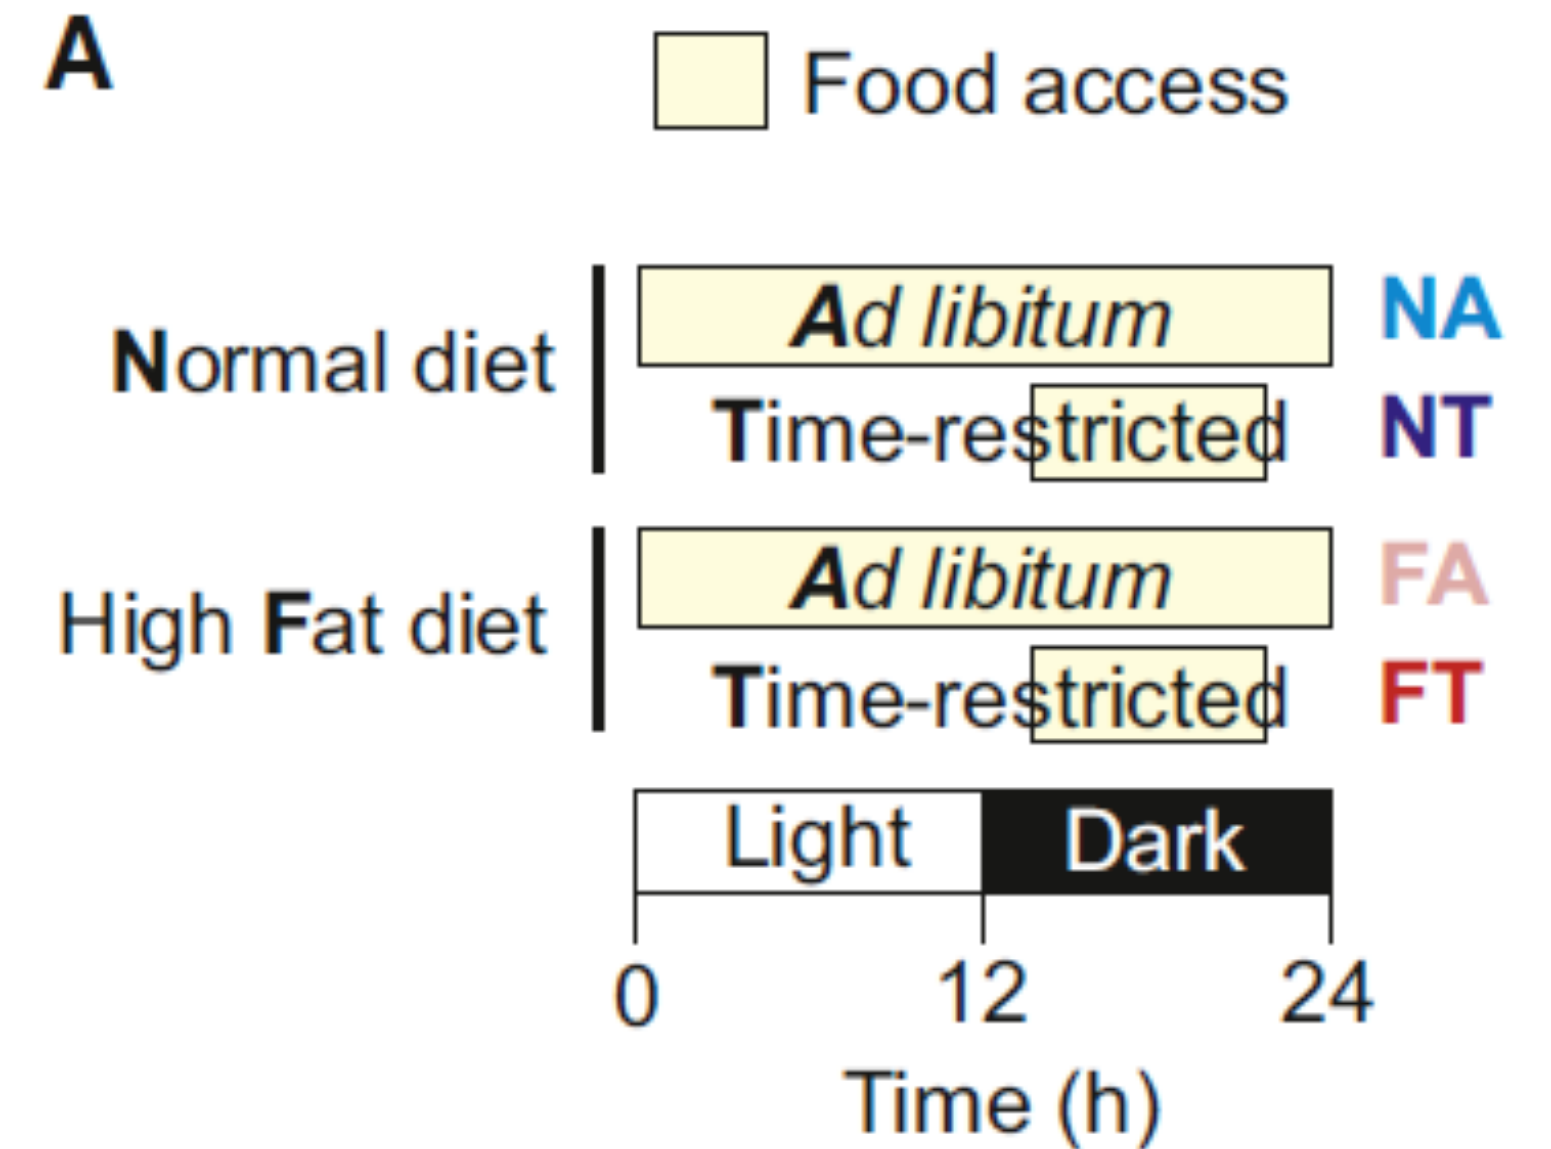 A
Food access
Normal diet
Ad libitum NA
Time-restricted NT
High Fat diet
Ad libitum FA
Time-restricted FT
Light Dark
0 12 24
Time (h)